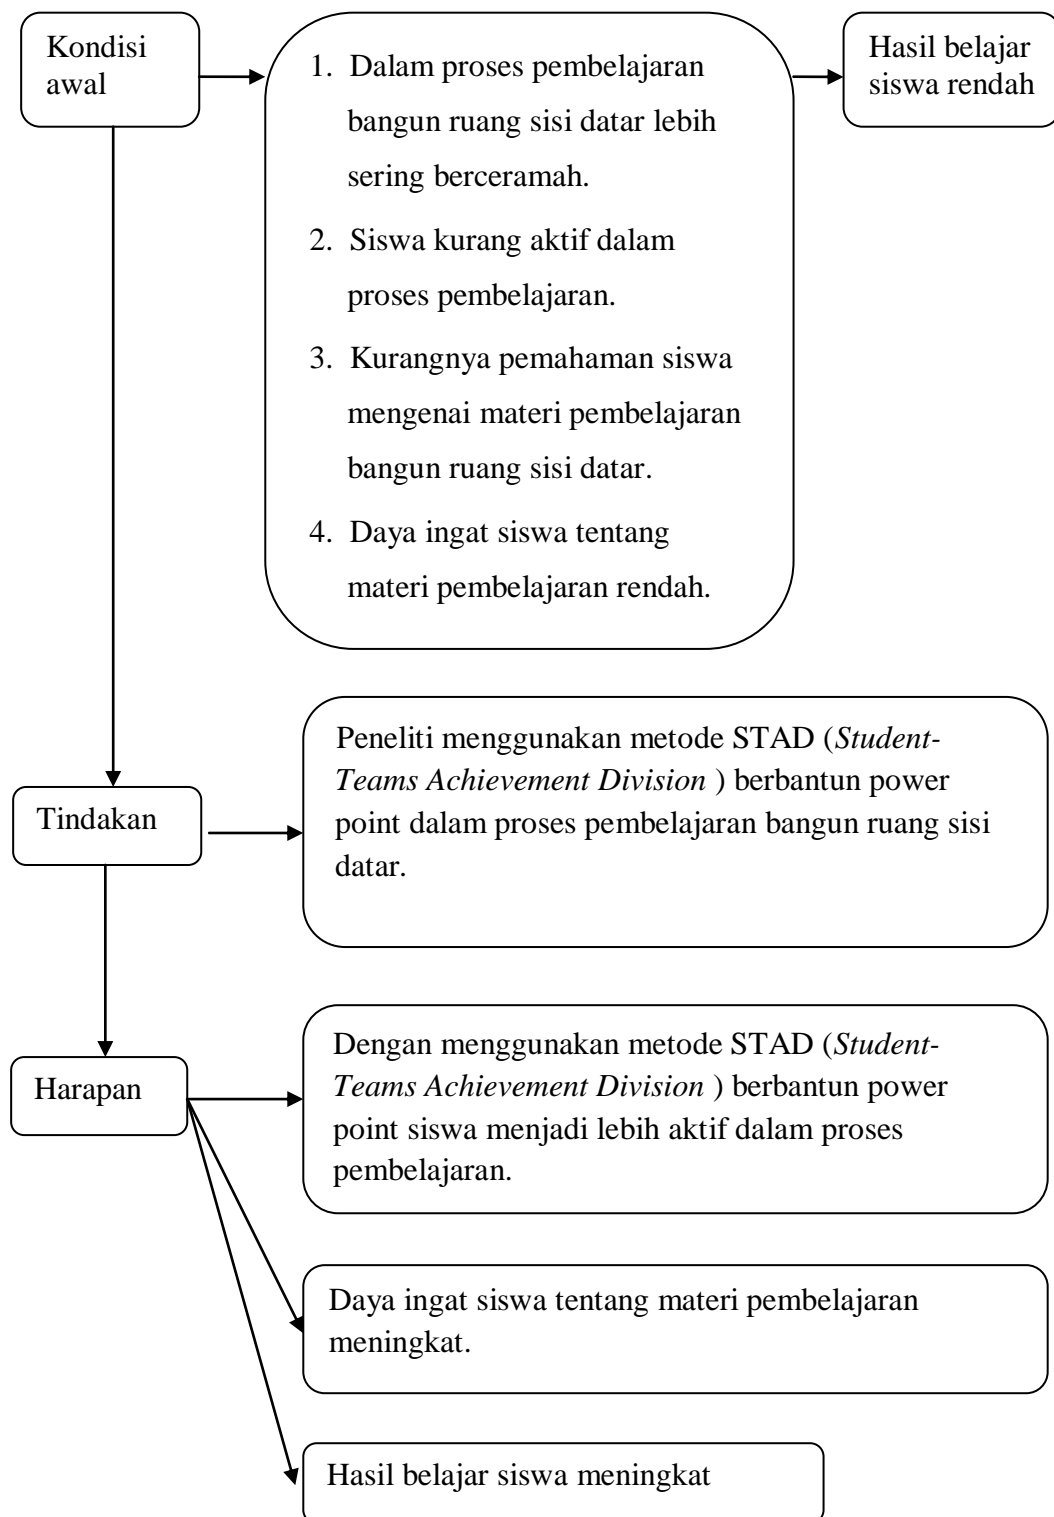 Kondisi
awal
1. Dalam proses pembelajaran
bangun ruang sisi datar lebih
sering berceramah.
2. Siswa kurang aktif dalam
proses pembelajaran.
3. Kurangnya pemahaman siswa
mengenai materi pembelajaran
bangun ruang sisi datar.
4. Daya ingat siswa tentang
materi pembelajaran rendah.
Hasil belajar
siswa rendah
Tindakan
Peneliti menggunakan metode STAD (Student-
Teams Achievement Division ) berbantun power
point dalam proses pembelajaran bangun ruang sisi
datar.
Harapan
Dengan menggunakan metode STAD (Student-
Teams Achievement Division ) berbantun power
point siswa menjadi lebih aktif dalam proses
pembelajaran.
Daya ingat siswa tentang materi pembelajaran
meningkat.
Hasil belajar siswa meningkat